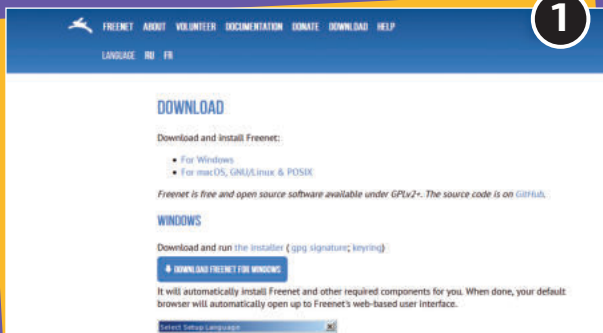 1
FREENET ABOUT VOLUNTEER DOCUMENTATION DONATE DOWNLOAD HELP
LANGUAGE RU FR
DOWNLOAD
Download and install Freenet:
• For Windows
• For macOS, GNU/Linux & POSIX
Freenet is free and open source software available under GPLv2+. The source code is on GitHub.
WINDOWS
Download and run the installer ( gpg signature; keyring)
DOWNLOAD FREENET FOR WINDOWS
It will automatically install Freenet and other required components for you. When done, your default
browser will automatically open up to Freenet's web-based user interface.
Select Setup Language